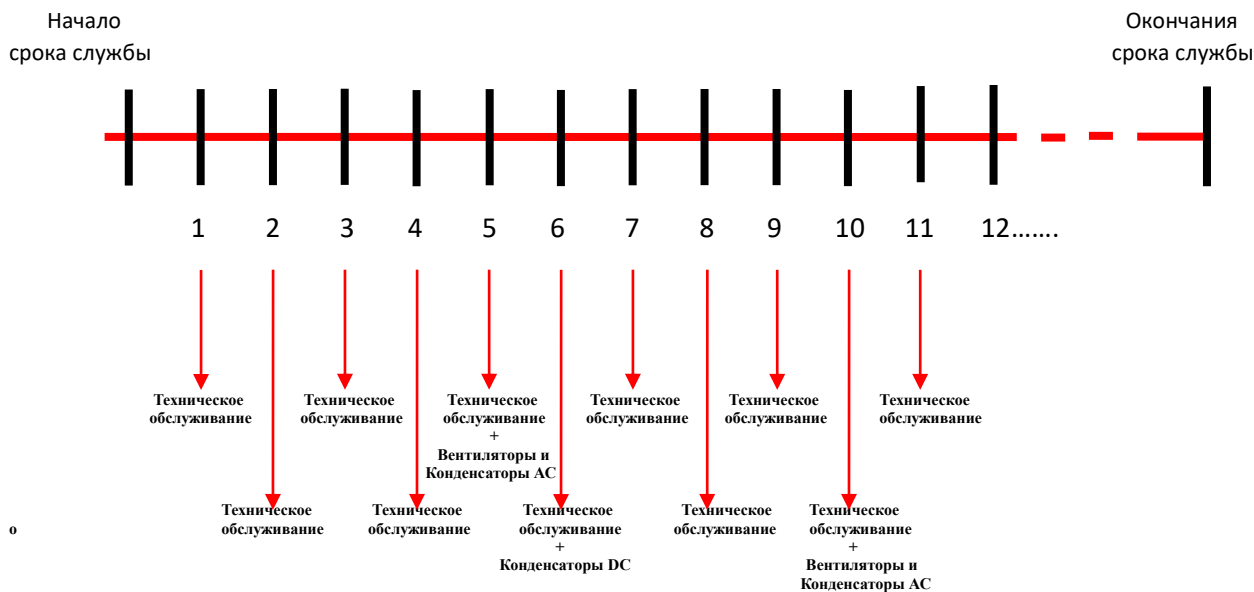 Начало
срока службы
Окончания
срока службы
1 2 3 4 5 6 7 8 9 10 11 12.......
Техническое
обслуживание
Техническое
обслуживание
Техническое
обслуживание
+
Вентиляторы и
Конденсаторы АС
Техническое
обслуживание
Техническое
обслуживание
Техническое
обслуживание
о
Техническое
обслуживание
Техническое
обслуживание
Техническое
обслуживание
+
Конденсаторы DC
Техническое
обслуживание
Техническое
обслуживание
+
Вентиляторы и
Конденсаторы АС